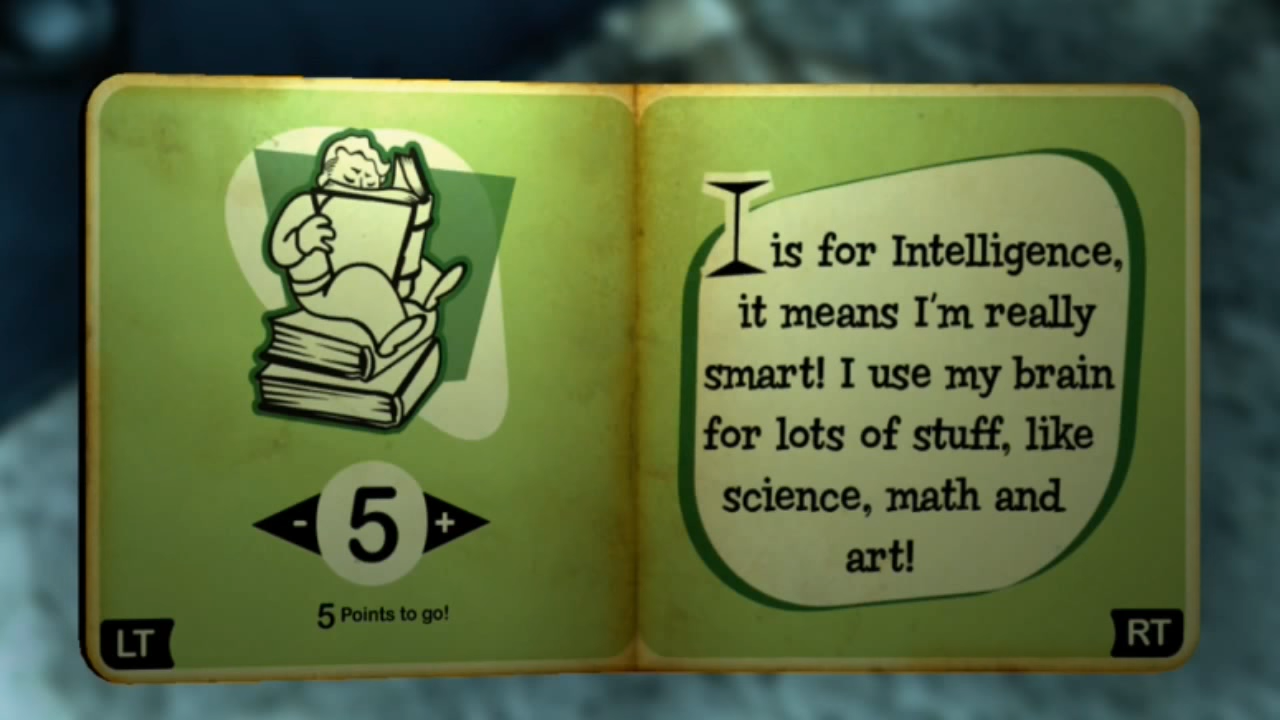 - 5 +
5 Points to go!
LT
I is for Intelligence,
it means I'm really
smart! I use my brain
for lots of stuff, like
science, math and
art!
RT